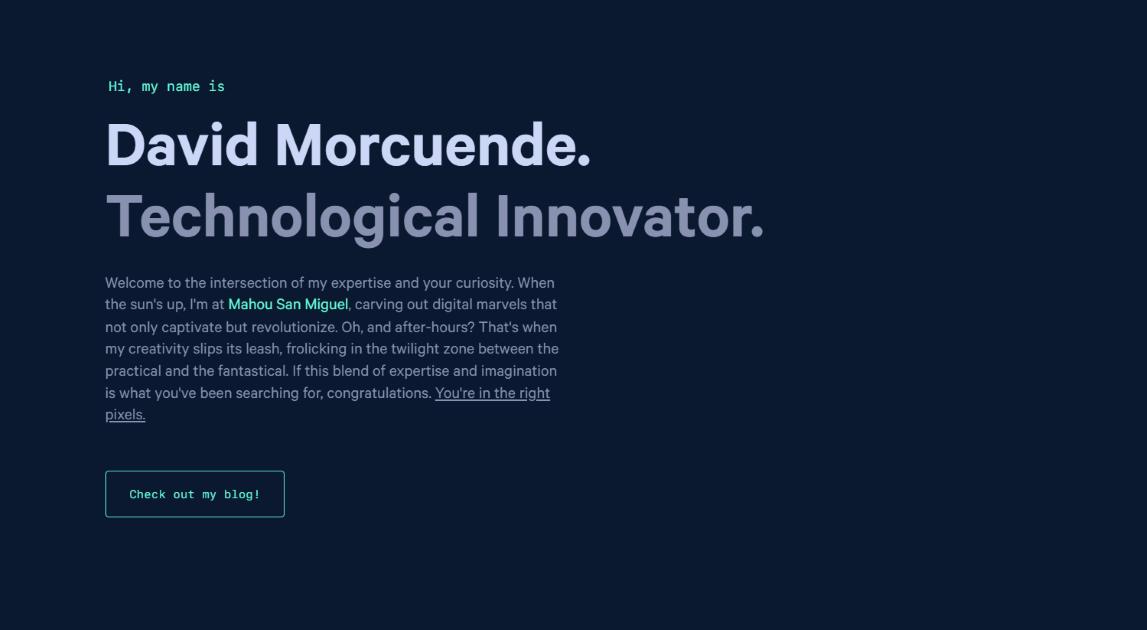 Hi, my name is
David Morcuende.
Technological Innovator.
Welcome to the intersection of my expertise and your curiosity. When
the sun's up, I'm at Mahou San Miguel, carving out digital marvels that
not only captivate but revolutionize. Oh, and after-hours? That's when
my creativity slips its leash, frolicking in the twilight zone between the
practical and the fantastical. If this blend of expertise and imagination
is what you've been searching for, congratulations. You're in the right
pixels.
Check out my blog!